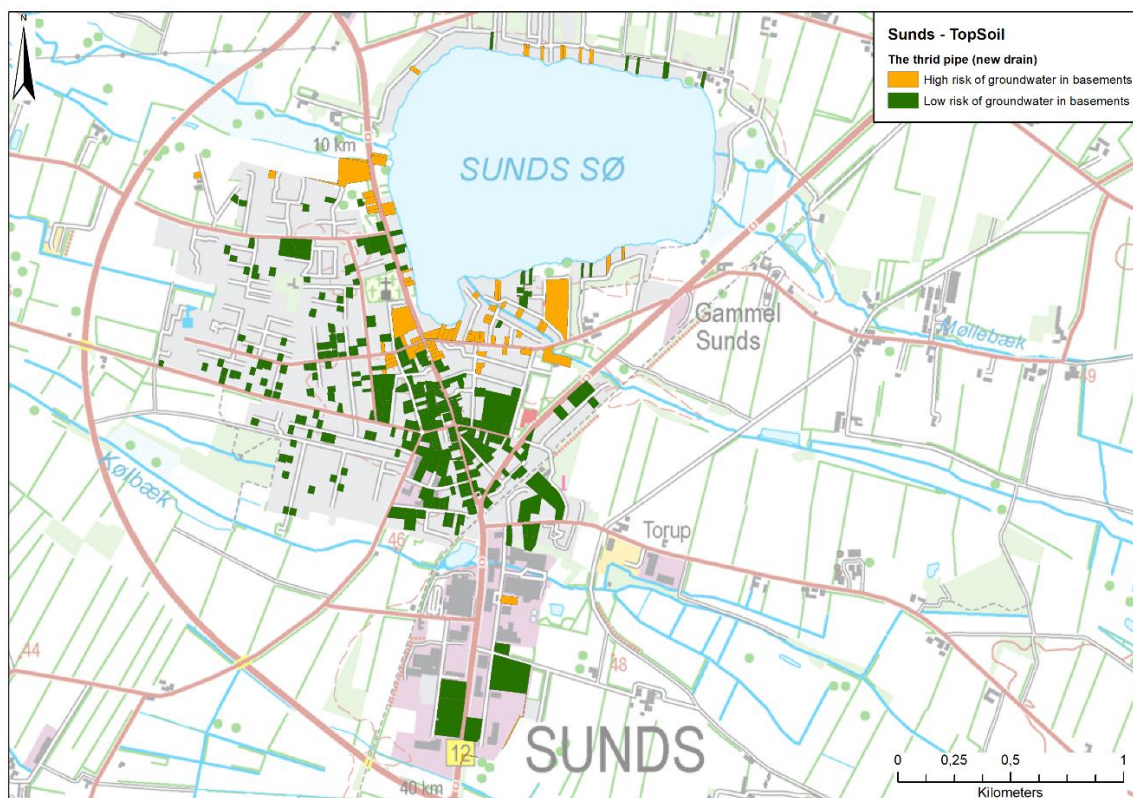 N
Sunds - TopSoil
The thrid pipe (new drain)
High risk of groundwater in basements
Low risk of groundwater in basements
10 km
SUNDS SØ
Gammel
Sunds
Møllebæk
49
Kølbæk
46
Torup
44
48
SUNDS
12
40 km
0 0,25 0,5 1
Kilometers